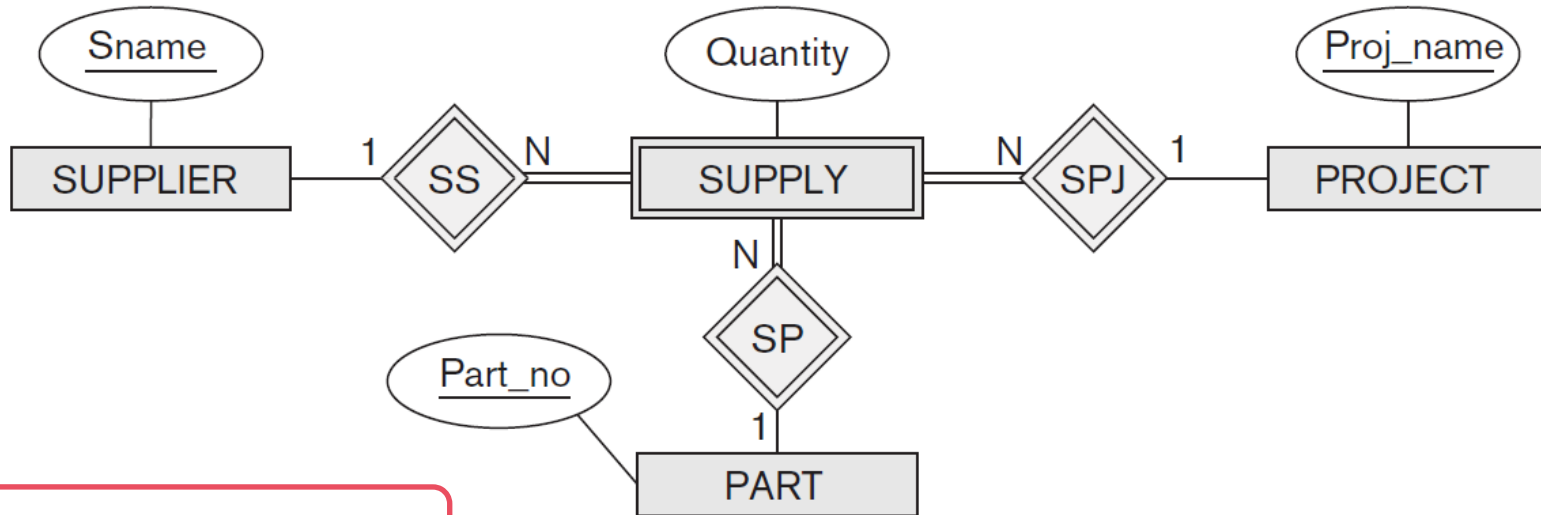 Sname
Quantity
Proj_name
SUPPLIER
1
SS
N
SUPPLY
N
SPJ
1
PROJECT
N
SP
Part_no
1
PART